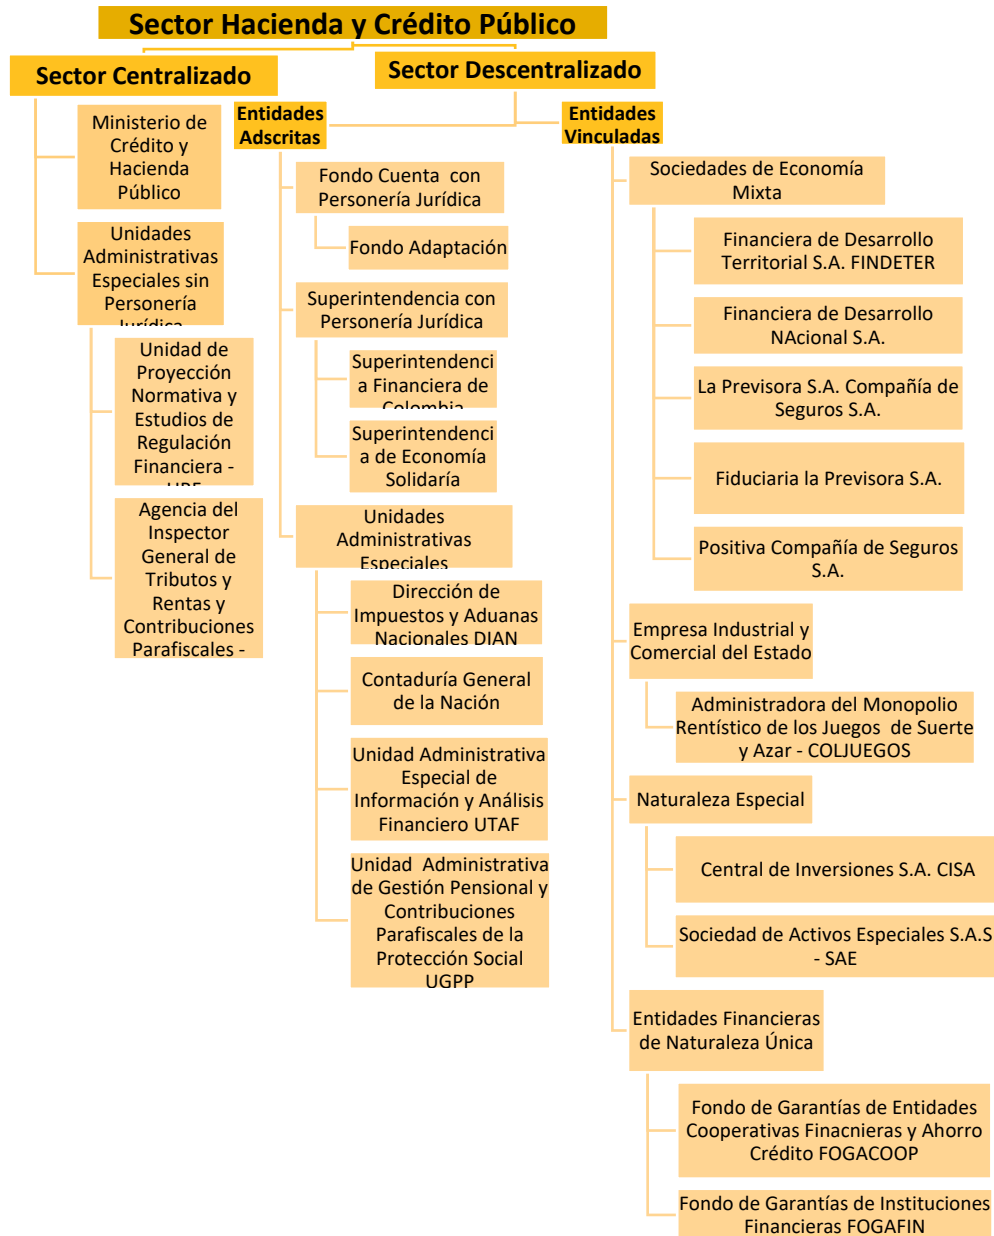 Sector Hacienda y Crédito Público
Sector Centralizado
Ministerio de
Crédito y
Hacienda
Público
Unidades
Administrativas
Especiales sin
Personería
Jurídica
Unidad de
Proyección
Normativa y
Estudios de
Regulación
Financiera -
Agencia del
Inspector
General de
Tributos y
Rentas y
Contribuciones
Parafiscales -
Sector Descentralizado
Entidades
Adscritas
Fondo Cuenta con
Personería Jurídica
Fondo Adaptación
Superintendencia con
Personería Jurídica
Superintendenci
a Financiera de
Colombia
Superintendenci
a de Economía
Solidaría
Unidades
Administrativas
Especiales
Dirección de
Impuestos y Aduanas
Nacionales DIAN
Contaduría General
de la Nación
Unidad Administrativa
Especial de
Información y Análisis
Financiero UTAF
Unidad Administrativa
de Gestión Pensional y
Contribuciones
Parafiscales de la
Protección Social
UGPP
Entidades
Vinculadas
Sociedades de Economía
Mixta
Financiera de Desarrollo
Territorial S.A. FINDETER
Financiera de Desarrollo
NAcional S.A.
La Previsora S.A. Compañía de
Seguros S.A.
Fiduciaria la Previsora S.A.
Positiva Compañía de Seguros
S.A.
Empresa Industrial y
Comercial del Estado
Administradora del Monopolio
Rentístico de los Juegos de Suerte
y Azar - COLJUEGOS
Naturaleza Especial
Central de Inversiones S.A. CISA
Sociedad de Activos Especiales S.A.S
- SAE
Entidades Financieras
de Naturaleza Única
Fondo de Garantías de Entidades
Cooperativas Finacnieras y Ahorro
Crédito FOGACOOP
Fondo de Garantías de Instituciones
Financieras FOGAFIN